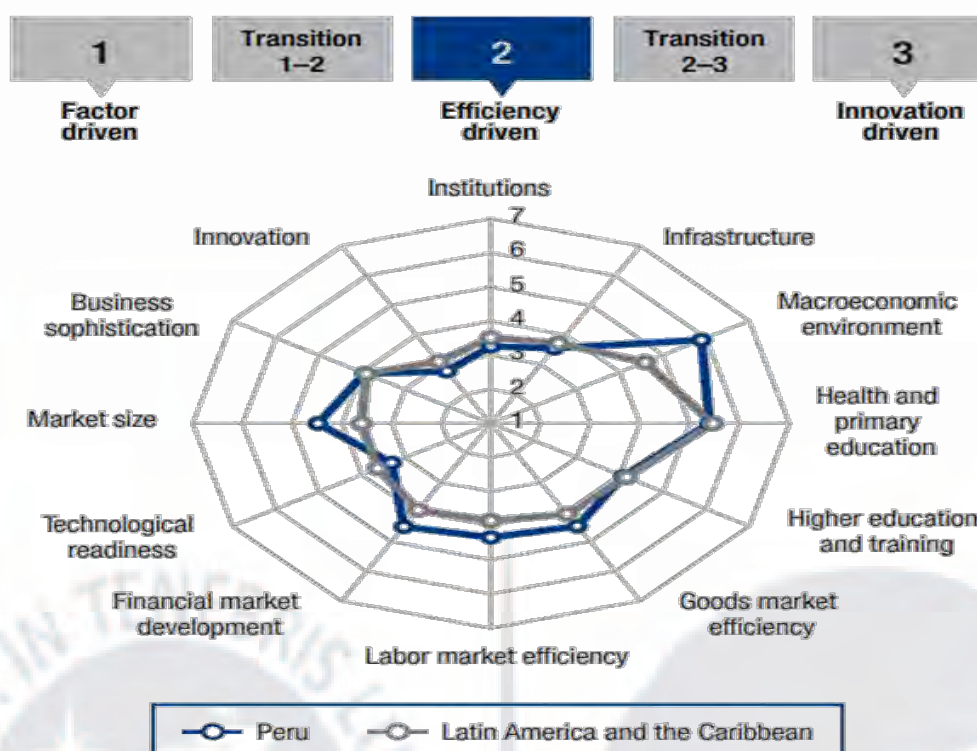 1
Transition
1–2
2
Transition
2–3
3
Factor
driven
Efficiency
driven
Innovation
driven
Institutions
7
6
5
4
3
2
1
Innovation
Infrastructure
Business
sophistication
Macroeconomic
environment
Market size
Health and
primary
education
Technological
readiness
Higher education
and training
Financial market
development
Goods market
efficiency
Labor market efficiency
IN TENEBRIS
Peru
Latin America and the Caribbean